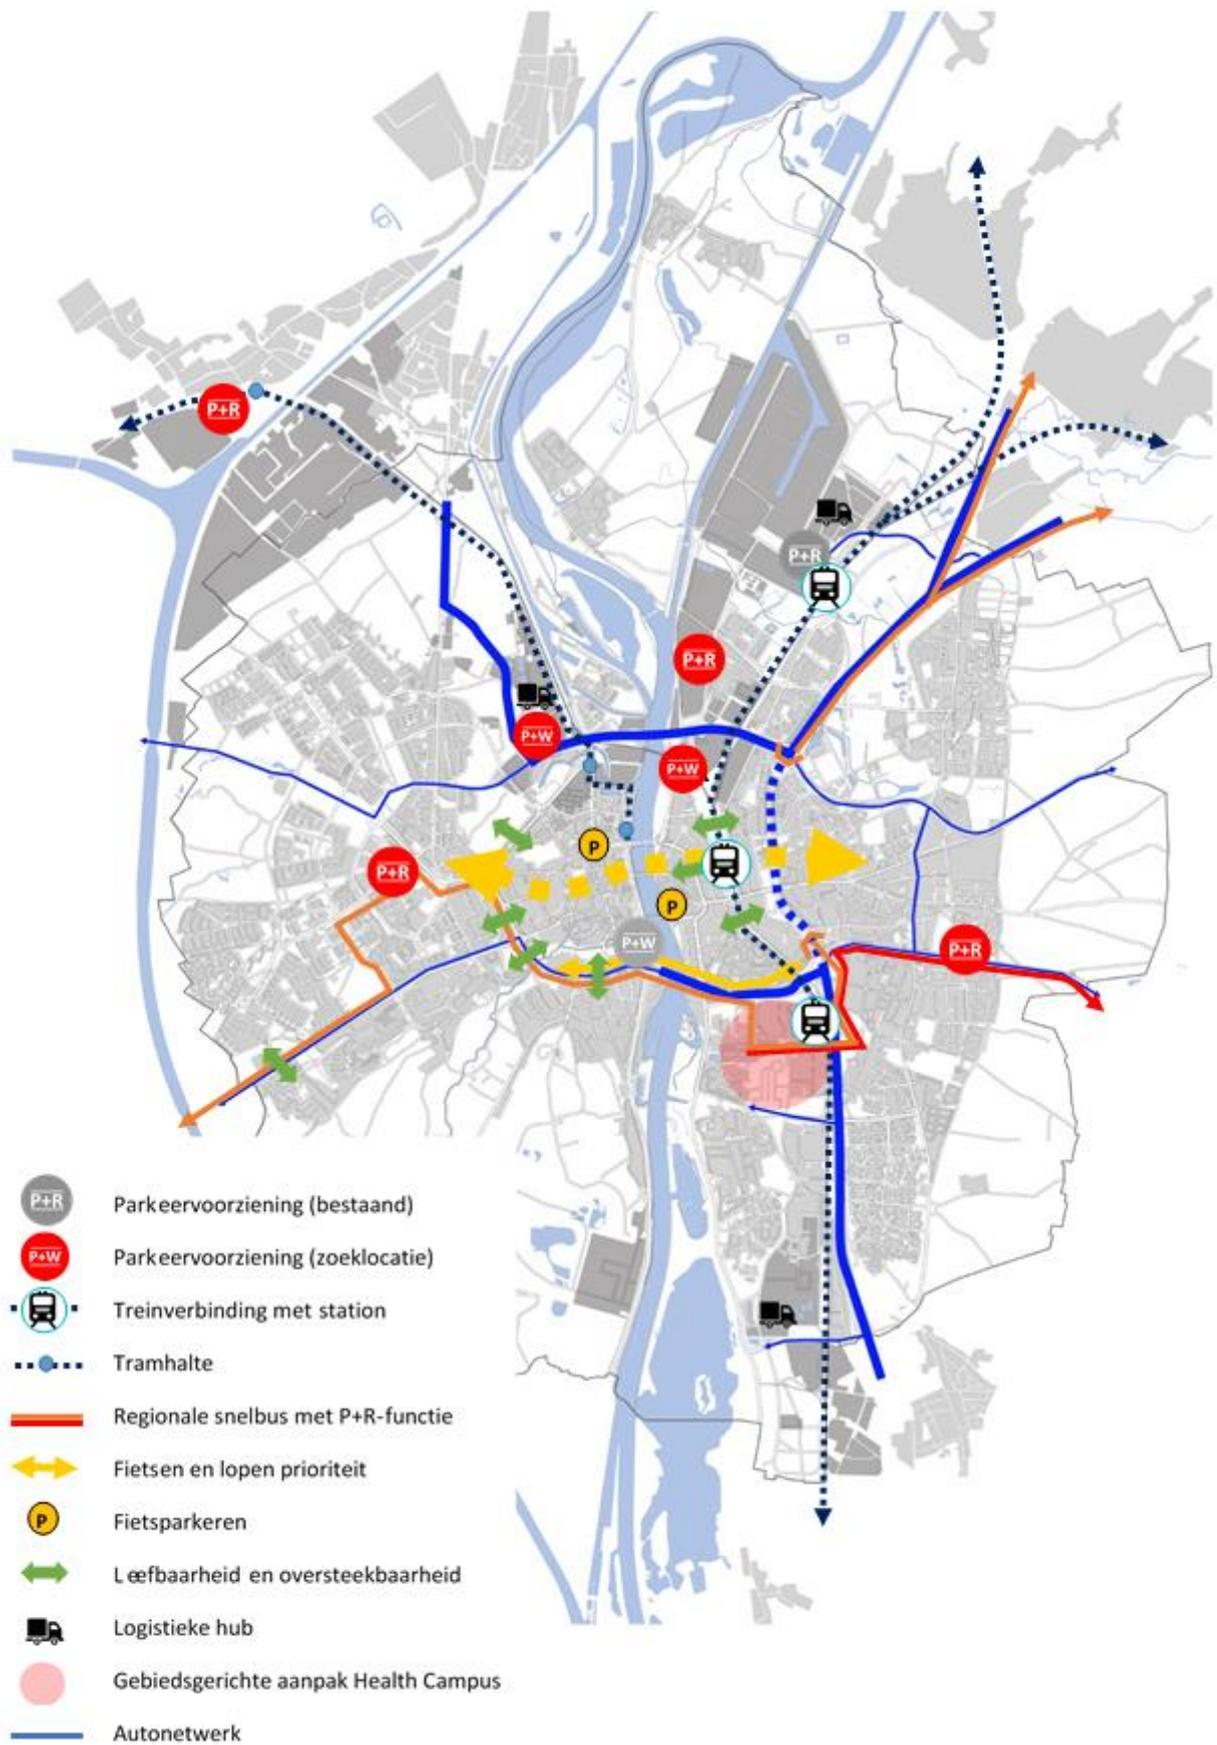 P+R
P+R
P+R
P+W
P+W
P
P+R
P
P+W
P+R
P+R Parkeervoorziening (bestaand)
P+W Parkeervoorziening (zoeklocatie)
Treinverbinding met station
Tramhalte
Regionale snelbus met P+R-functie
Fietsen en lopen prioriteit
P Fietsparkeren
Leefbaarheid en oversteekbaarheid
Logistieke hub
Gebiedsgerichte aanpak Health Campus
Autonetwerk